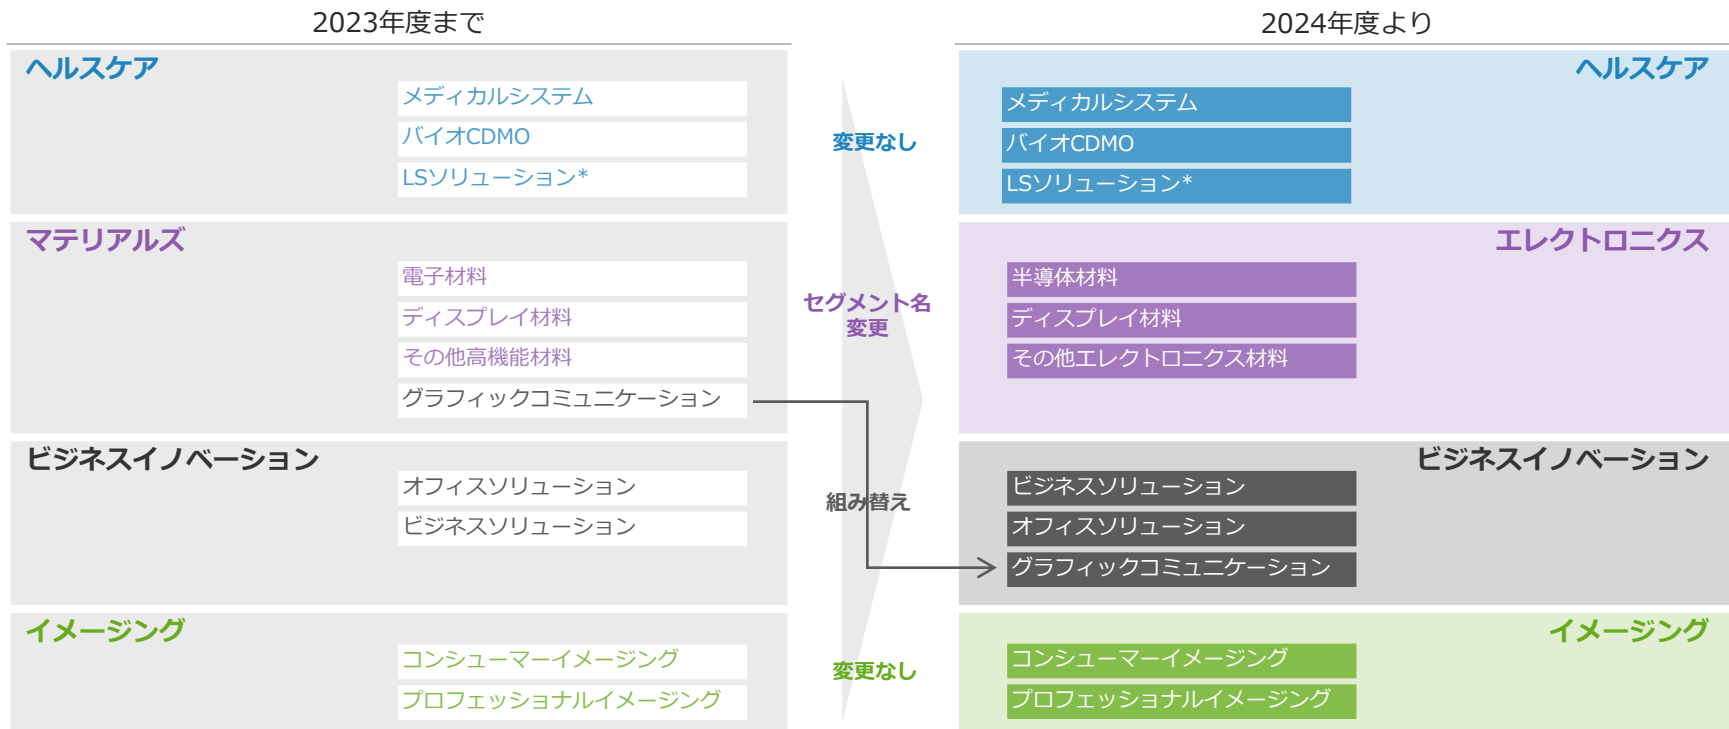 2023年度まで
2024年度より
ヘルスケア
メディカルシステム
バイオCDMO
LSソリューション*
変更なし
ヘルスケア
メディカルシステム
バイオCDMO
LSソリューション*
マテリアルズ
電子材料
ディスプレイ材料
その他高機能材料
グラフィックコミュニケーション
セグメント名
変更
エレクトロニクス
半導体材料
ディスプレイ材料
その他エレクトロニクス材料
ビジネスイノベーション
オフィスソリューション
ビジネスソリューション
組み替え
ビジネスイノベーション
ビジネスソリューション
オフィスソリューション
グラフィックコミュニケーション
イメージング
コンシューマーイメージング
プロフェッショナルイメージング
変更なし
イメージング
コンシューマーイメージング
プロフェッショナルイメージング